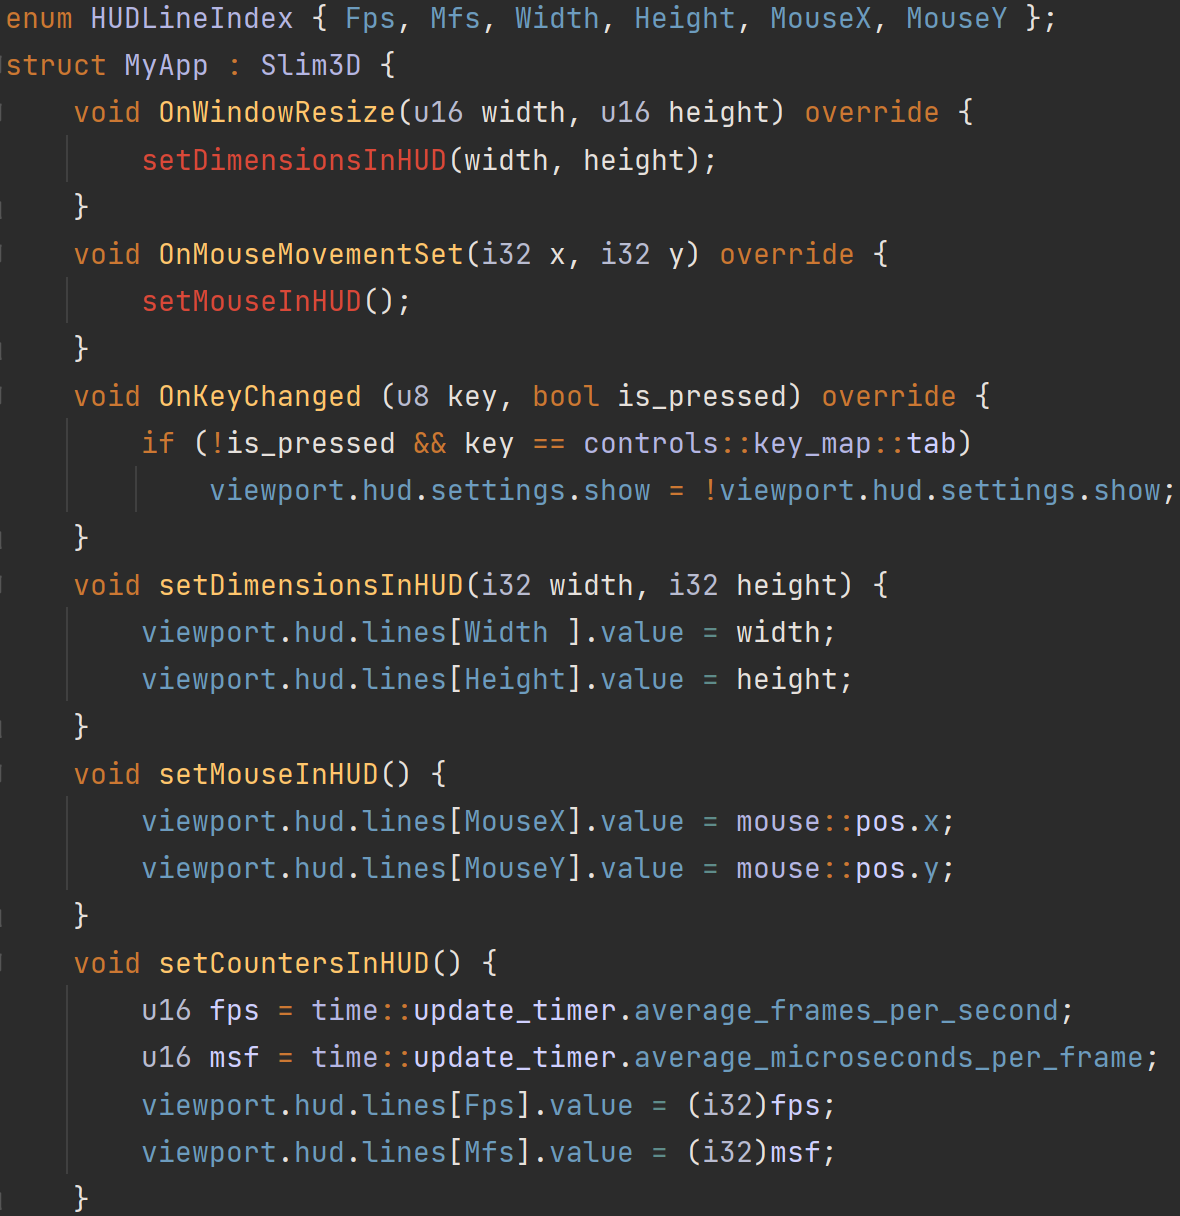 enum HUDLineIndex { Fps, Mfs, Width, Height, MouseX, MouseY };
struct MyApp : Slim3D {
    void OnWindowResize(u16 width, u16 height) override {
        setDimensionsInHUD(width, height);
    }
    void OnMouseMovementSet(i32 x, i32 y) override {
        setMouseInHUD();
    }
    void OnKeyChanged (u8 key, bool is_pressed) override {
        if (!is_pressed && key == controls::key_map::tab)
            viewport.hud.settings.show = !viewport.hud.settings.show;
    }
    void setDimensionsInHUD(i32 width, i32 height) {
        viewport.hud.lines[Width ].value = width;
        viewport.hud.lines[Height].value = height;
    }
    void setMouseInHUD() {
        viewport.hud.lines[MouseX].value = mouse::pos.x;
        viewport.hud.lines[MouseY].value = mouse::pos.y;
    }
    void setCountersInHUD() {
        u16 fps = time::update_timer.average_frames_per_second;
        u16 msf = time::update_timer.average_microseconds_per_frame;
        viewport.hud.lines[Fps].value = (i32)fps;
        viewport.hud.lines[Mfs].value = (i32)msf;
    }